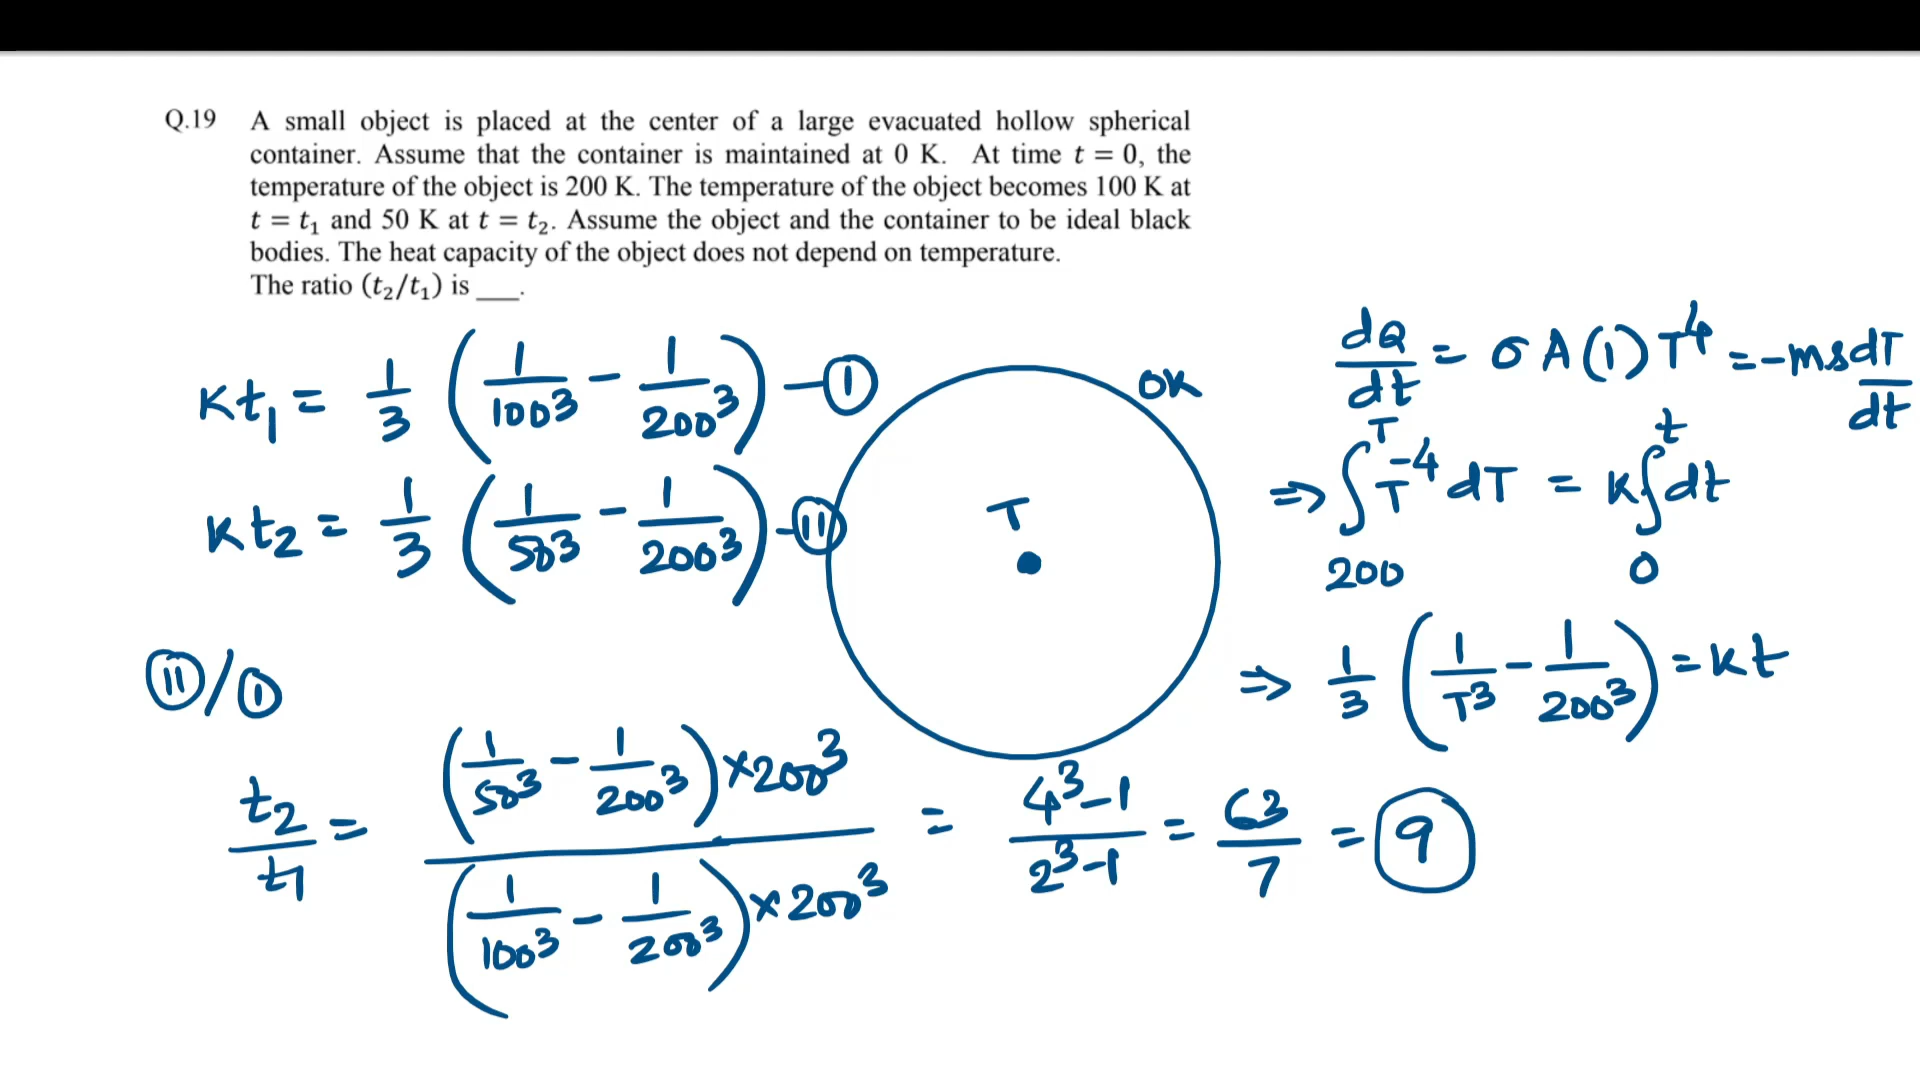 Q.19 A small object is placed at the center of a large evacuated hollow spherical
container. Assume that the container is maintained at 0 K. At time t = 0, the
temperature of the object is 200 K. The temperature of the object becomes 100 K at
t = t₁ and 50 K at t = t₂. Assume the object and the container to be ideal black
bodies. The heat capacity of the object does not depend on temperature.
The ratio (t₂/t₁) is ___.
dQ/dt = σA(1)T⁴ = -msdT/dt
⇒ ∫₂₀₀ᵀ T⁻⁴ dT = K∫₀ᵗ dt
⇒ 1/3 (1/T³ - 1/200³) = Kt
0K
T
Kt₁ = 1/3 (1/100³ - 1/200³) - ①
Kt₂ = 1/3 (1/50³ - 1/200³) - ⑪
⑪/①
t₂/t₁ = (1/50³ - 1/200³) × 200³ / (1/100³ - 1/200³) × 200³ = 4³-1/2³-1 = 63/7 = 9